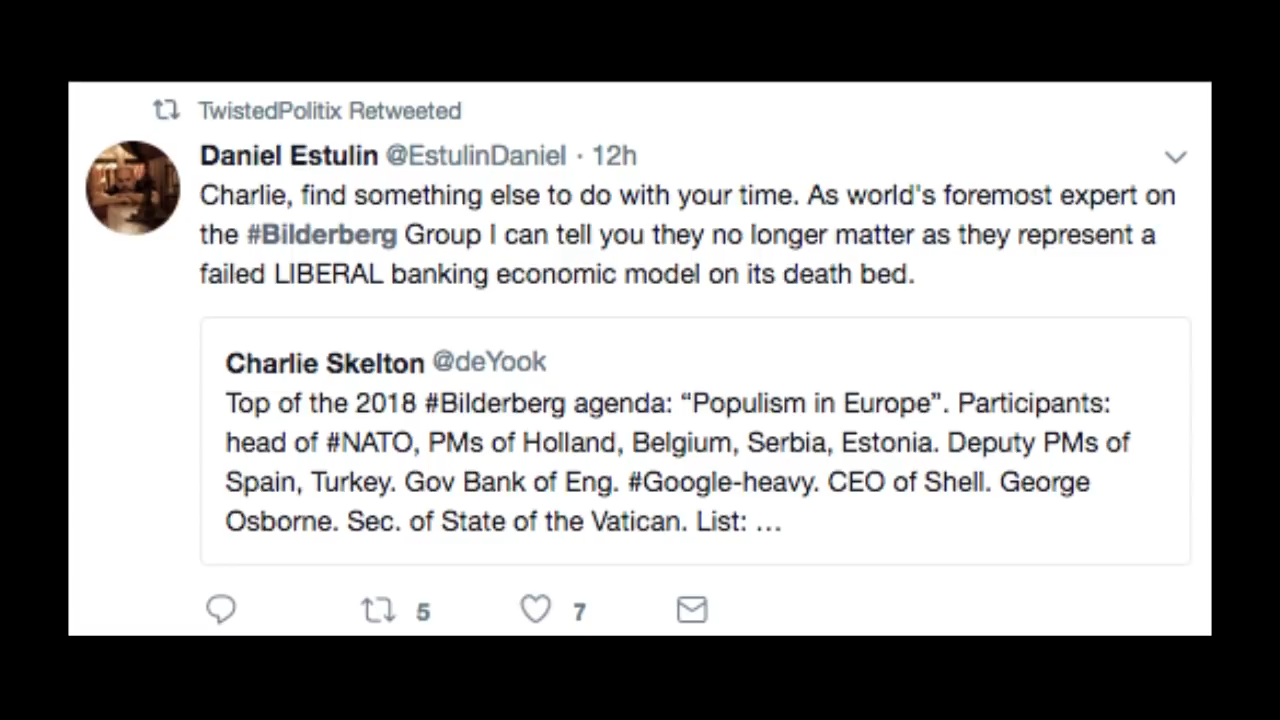 TwistedPolitix Retweeted
Daniel Estulin @EstulinDaniel · 12h
Charlie, find something else to do with your time. As world's foremost expert on
the #Bilderberg Group I can tell you they no longer matter as they represent a
failed LIBERAL banking economic model on its death bed.
Charlie Skelton @deYook
Top of the 2018 #Bilderberg agenda: “Populism in Europe”. Participants:
head of #NATO, PMs of Holland, Belgium, Serbia, Estonia. Deputy PMs of
Spain, Turkey. Gov Bank of Eng. #Google-heavy. CEO of Shell. George
Osborne. Sec. of State of the Vatican. List: …
5 7